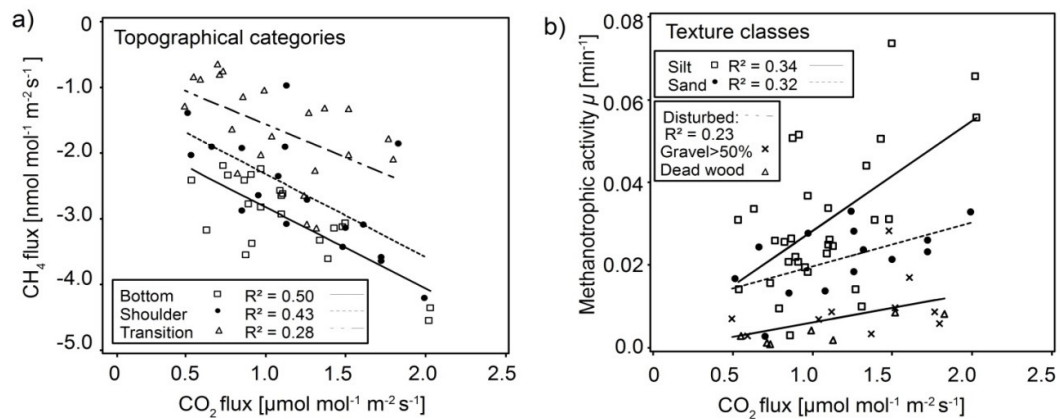 a)
Topographical categories
0
-1.0
-2.0
-3.0
-4.0
-5.0
CH₄ flux [nmol mol⁻¹ m⁻² s⁻¹]
Bottom R² = 0.50
Shoulder R² = 0.43
Transition R² = 0.28
0 0.5 1.0 1.5 2.0 2.5
CO₂ flux [µmol mol⁻¹ m⁻² s⁻¹]
b)
Texture classes
0.08
0.06
0.04
0.02
0.0
Methanotrophic activity µ [min⁻¹]
Silt R² = 0.34
Sand R² = 0.32
Disturbed:
R² = 0.23
Gravel>50%
Dead wood
0 0.5 1.0 1.5 2.0 2.5
CO₂ flux [µmol mol⁻¹ m⁻² s⁻¹]